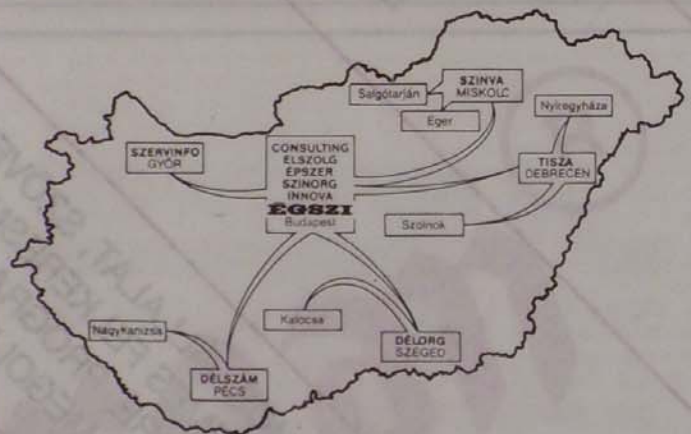 SZINVA
MISKOLC
Salgótarján
Eger
Nyíregyháza
SZERVINFO
GYŐR
CONSULTING
ELSZOLG
ÉPSZER
SZINORG
INNOVA
ÉGSZI
Budapest
TISZA
DEBRECEN
Szolnok
Kalocsa
Nagykanizsa
DÉLORG
SZEGED
DÉLSZÁM
PÉCS